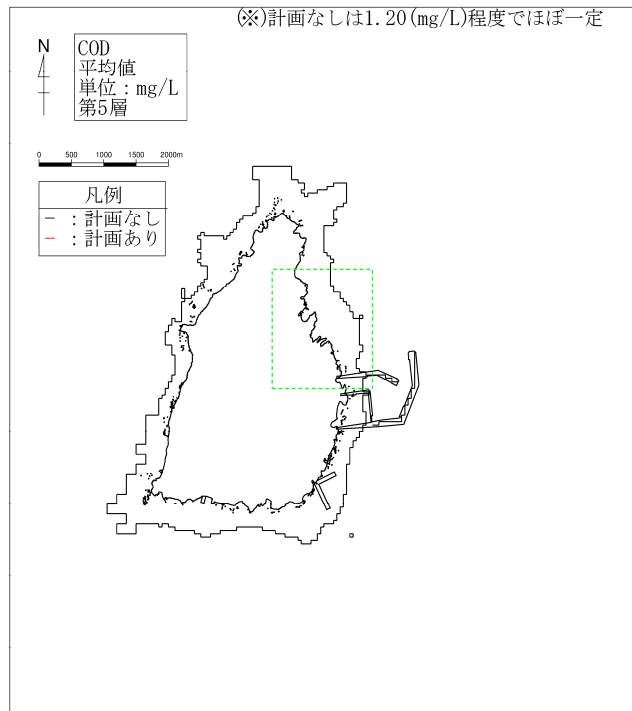 (※)計画なしは1.20(mg/L)程度でほぼ一定
N
COD
平均値
単位：mg/L
第5層
0 500 1000 1500 2000m
凡例
－ ：計画なし
－ ：計画あり